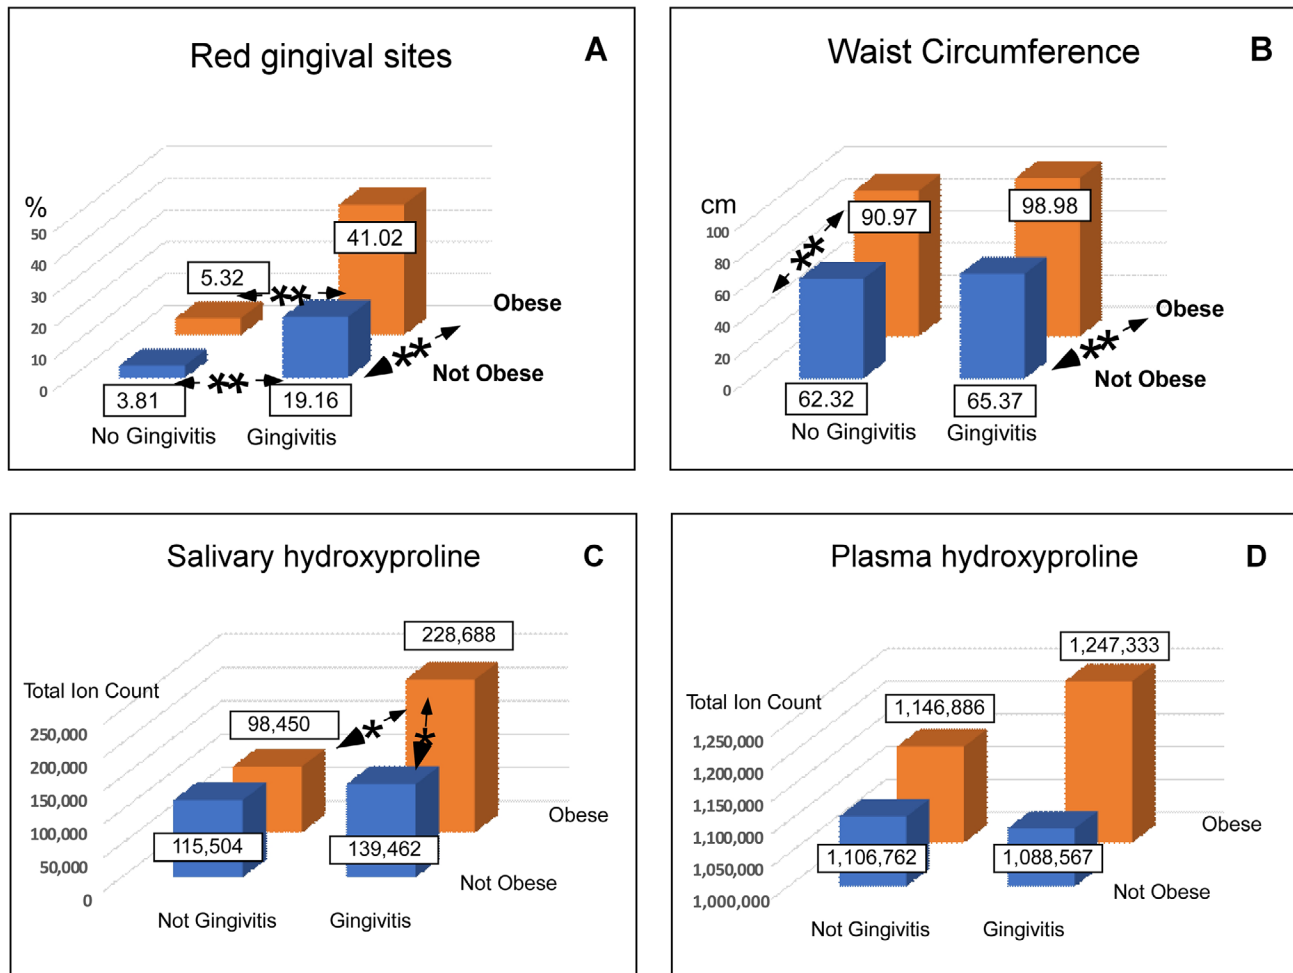 Red gingival sites
A
%
50
40
30
20
10
0
5.32
41.02
**
**
**
Obese
Not Obese
3.81
19.16
No Gingivitis
Gingivitis
Waist Circumference
B
cm
100
80
60
40
20
0
90.97
98.98
**
**
Obese
Not Obese
62.32
65.37
No Gingivitis
Gingivitis
Salivary hydroxyproline
C
Total Ion Count
250,000
200,000
150,000
100,000
50,000
0
98,450
228,688
*
*
115,504
139,462
Obese
Not Obese
Not Gingivitis
Gingivitis
Plasma hydroxyproline
D
Total Ion Count
1,250,000
1,200,000
1,150,000
1,100,000
1,050,000
1,000,000
1,146,886
1,247,333
1,106,762
1,088,567
Obese
Not Obese
Not Gingivitis
Gingivitis